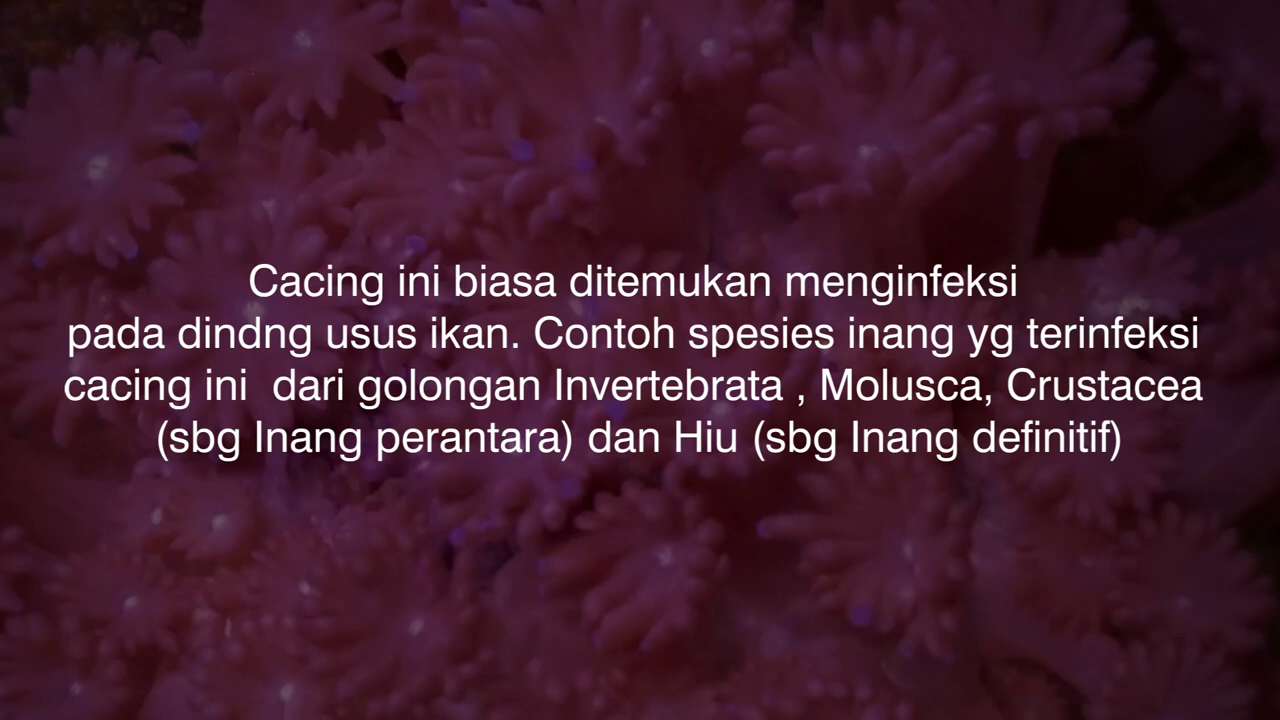 Cacing ini biasa ditemukan menginfeksi
pada dindng usus ikan. Contoh spesies inang yg terinfeksi
cacing ini  dari golongan Invertebrata , Molusca, Crustacea
(sbg Inang perantara) dan Hiu (sbg Inang definitif)